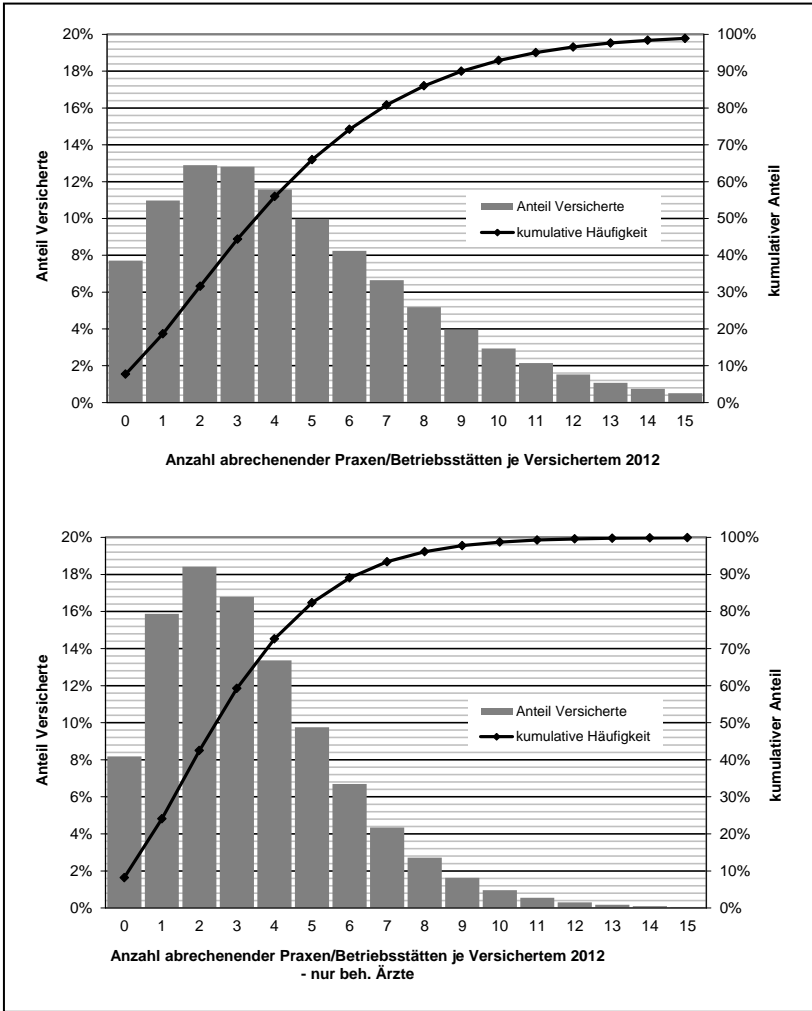 20% 100%
18% 90%
16% 80%
14% 70%
12% 60%
10% 50%
8% 40%
6% 30%
4% 20%
2% 10%
0% 0%
Anteil Versicherte
kumulativer Anteil
Anteil Versicherte
kumulative Häufigkeit
0 1 2 3 4 5 6 7 8 9 10 11 12 13 14 15
Anzahl abrechenender Praxen/Betriebsstätten je Versichertem 2012
20% 100%
18% 90%
16% 80%
14% 70%
12% 60%
10% 50%
8% 40%
6% 30%
4% 20%
2% 10%
0% 0%
Anteil Versicherte
kumulativer Anteil
Anteil Versicherte
kumulative Häufigkeit
0 1 2 3 4 5 6 7 8 9 10 11 12 13 14 15
Anzahl abrechenender Praxen/Betriebsstätten je Versichertem 2012
- nur beh. Ärzte